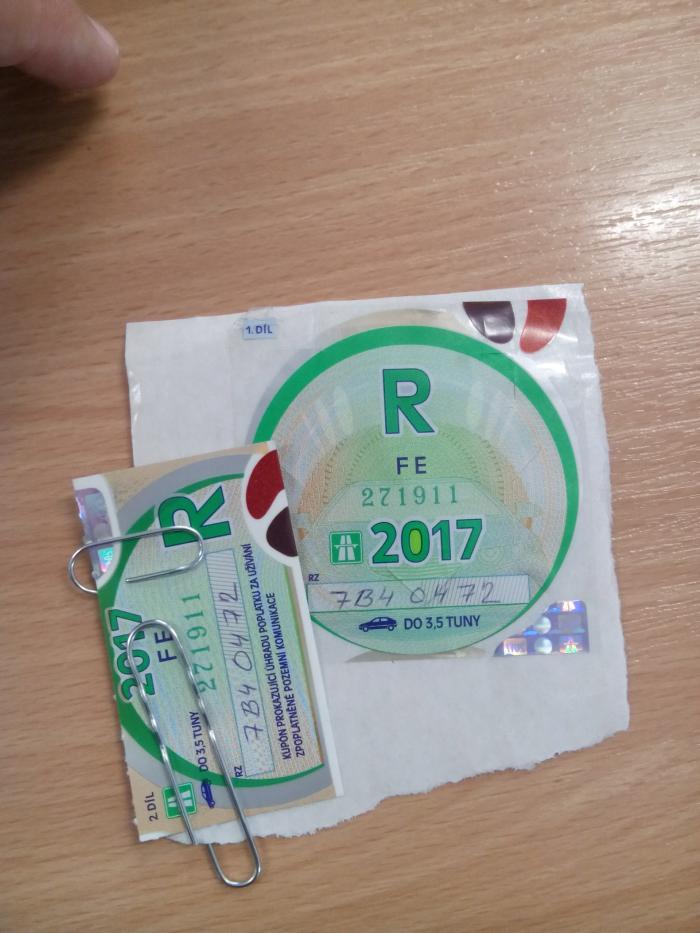 1. DÍL
R
FE
271911
2017
RZ
7B4 0472
DO 3,5 TUNY
R
2017
FE
271911
DO 3,5 TUNY
RZ
7B4 0472
KUPÓN PROKAZUJÍCÍ ÚHRADU POPLATKU ZA UŽÍVÁNÍ
ZPOPLATNĚNÉ POZEMNÍ KOMUNIKACE
2 DÍL